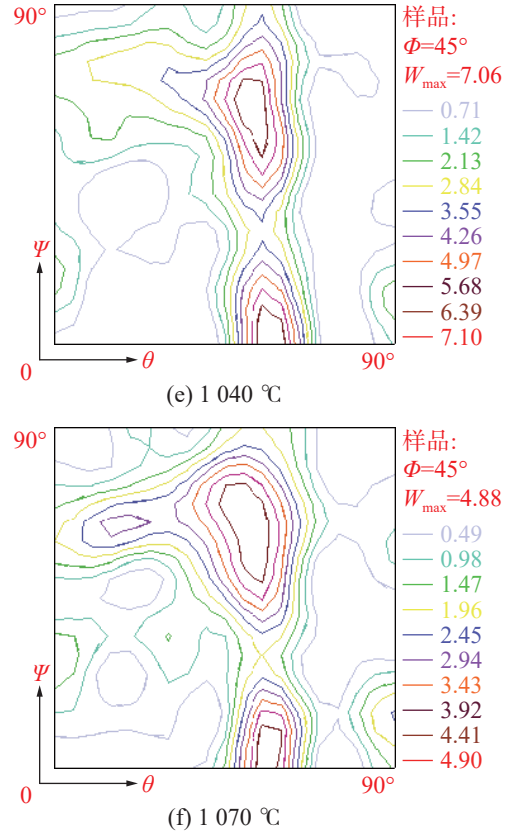 90°
样品:
Φ=45°
Wmax=7.06
0.71
1.42
2.13
2.84
3.55
4.26
4.97
5.68
6.39
7.10
Ψ
0
θ
90°
(e) 1 040 ℃
90°
样品:
Φ=45°
Wmax=4.88
0.49
0.98
1.47
1.96
2.45
2.94
3.43
3.92
4.41
4.90
Ψ
0
θ
90°
(f) 1 070 ℃